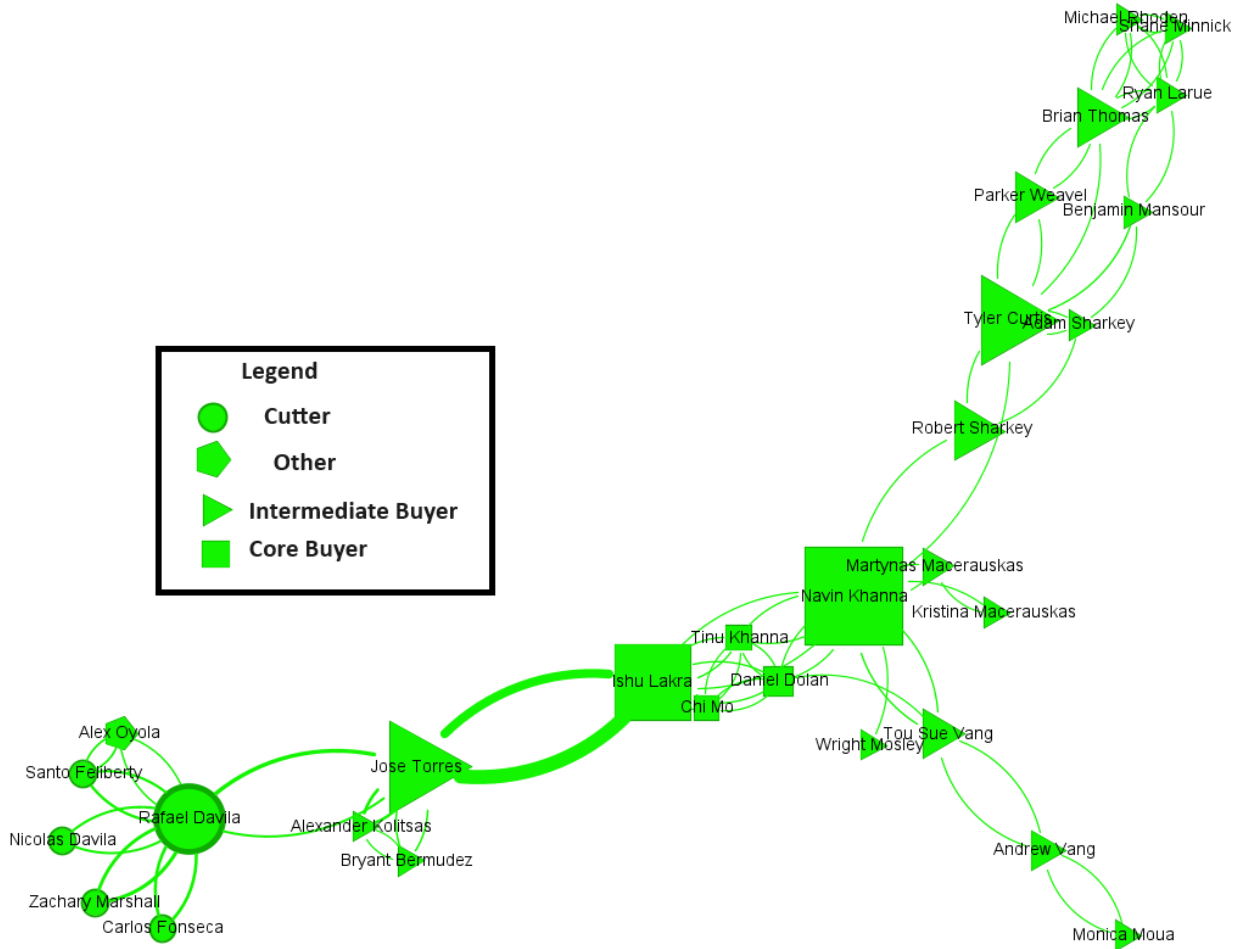 Michael Rhoden
Shane Minnick
Ryan Larue
Brian Thomas
Parker Weavel
Benjamin Mansour
Tyler Curtis
Adam Sharkey
Legend
Cutter
Robert Sharkey
Other
Intermediate Buyer
Core Buyer
Martynas Macerauskas
Navin Khanna
Kristina Macerauskas
Tinu Khanna
Ishu Lakra
Daniel Dolan
Chi Mo
Alex Oyola
Tou Sue Vang
Wright Mosley
Santo Feliberty
Jose Torres
Rafael Davila
Alexander Kolitsas
Nicolas Davila
Bryant Bermudez
Andrew Vang
Zachary Marshall
Carlos Fonseca
Monica Moua